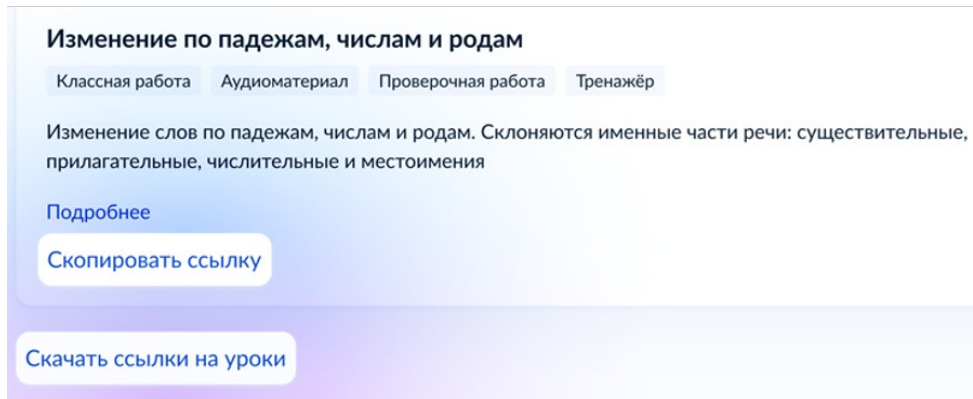 Изменение по падежам, числам и родам
Классная работа Аудиоматериал Проверочная работа Тренажёр
Изменение слов по падежам, числам и родам. Склоняются именные части речи: существительные,
прилагательные, числительные и местоимения
Подробнее
Скопировать ссылку
Скачать ссылки на уроки